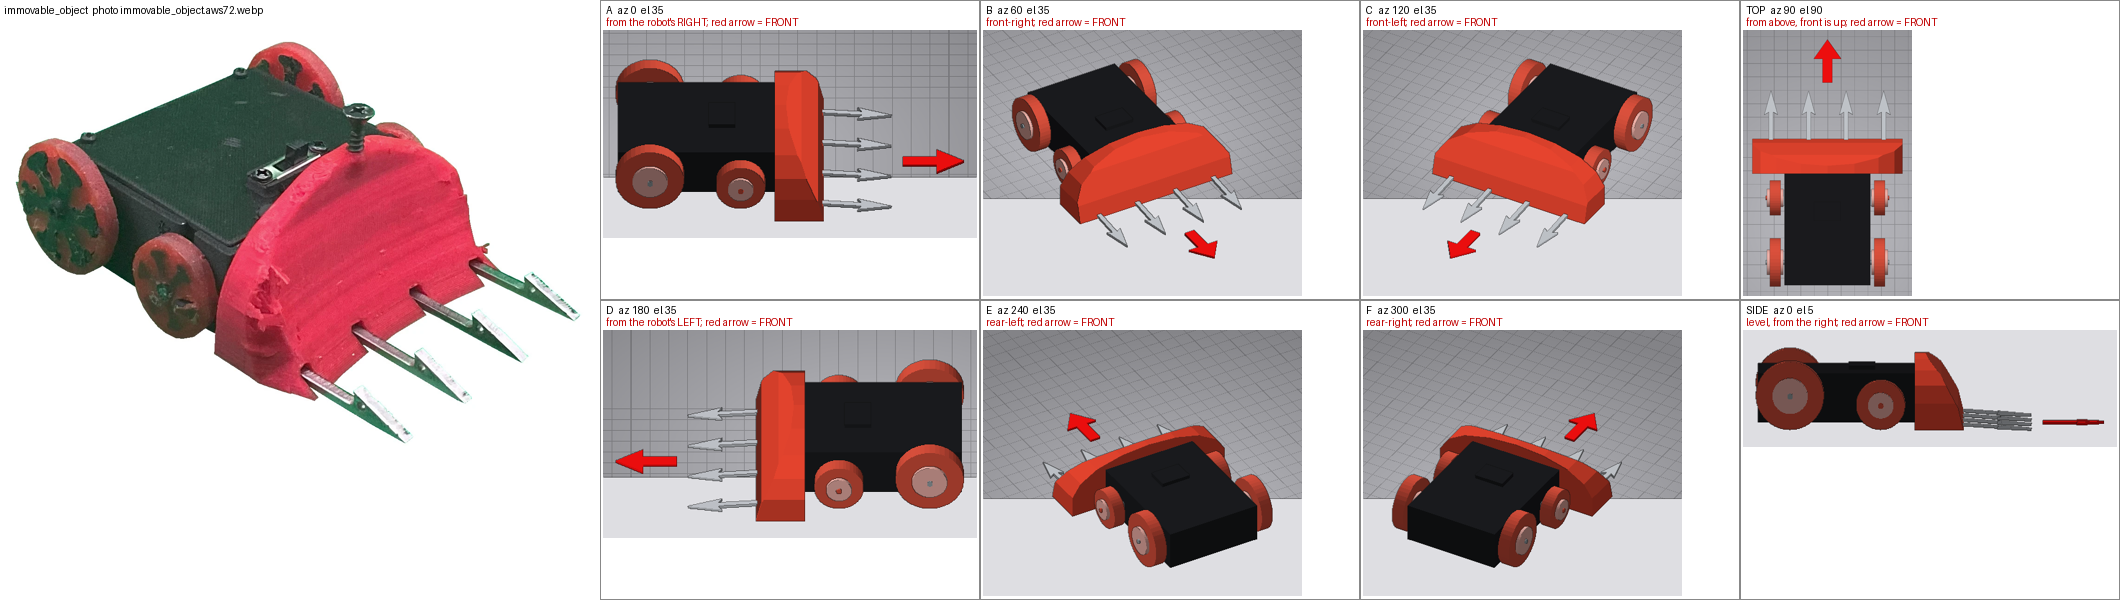 immovable_object photo immovable_object.aws72.webp
A az 0 el 35
from the robot's RIGHT; red arrow = FRONT
B az 60 el 35
front-right; red arrow = FRONT
C az 120 el 35
front-left; red arrow = FRONT
TOP az 90 el 90
from above, front is up; red arrow = FRONT
D az 180 el 35
from the robot's LEFT; red arrow = FRONT
E az 240 el 35
rear-left; red arrow = FRONT
F az 300 el 35
rear-right; red arrow = FRONT
SIDE az 0 el 5
level, from the right; red arrow = FRONT